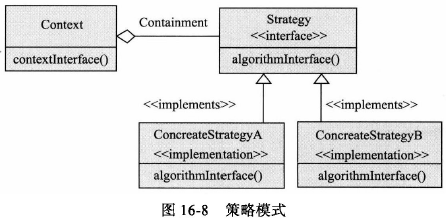 Context
contextInterface()
Containment
Strategy
<<interface>>
algorithmInterface()
<<implements>>
<<implements>>
ConcreateStrategyA
<<implementation>>
algorithmInterface()
ConcreateStrategyB
<<implementation>>
algorithmInterface()
图 16-8 策略模式